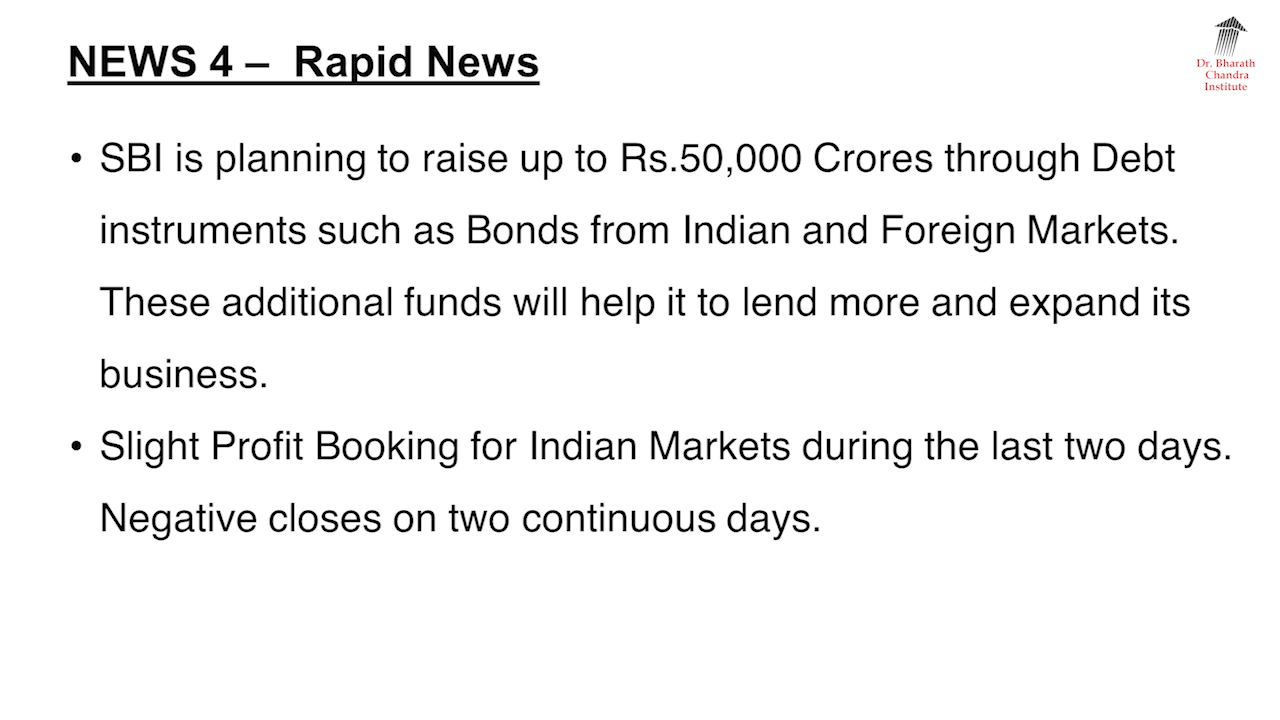 NEWS 4 – Rapid News
Dr. Bharath
Chandra
Institute
• SBI is planning to raise up to Rs.50,000 Crores through Debt
instruments such as Bonds from Indian and Foreign Markets.
These additional funds will help it to lend more and expand its
business.
• Slight Profit Booking for Indian Markets during the last two days.
Negative closes on two continuous days.